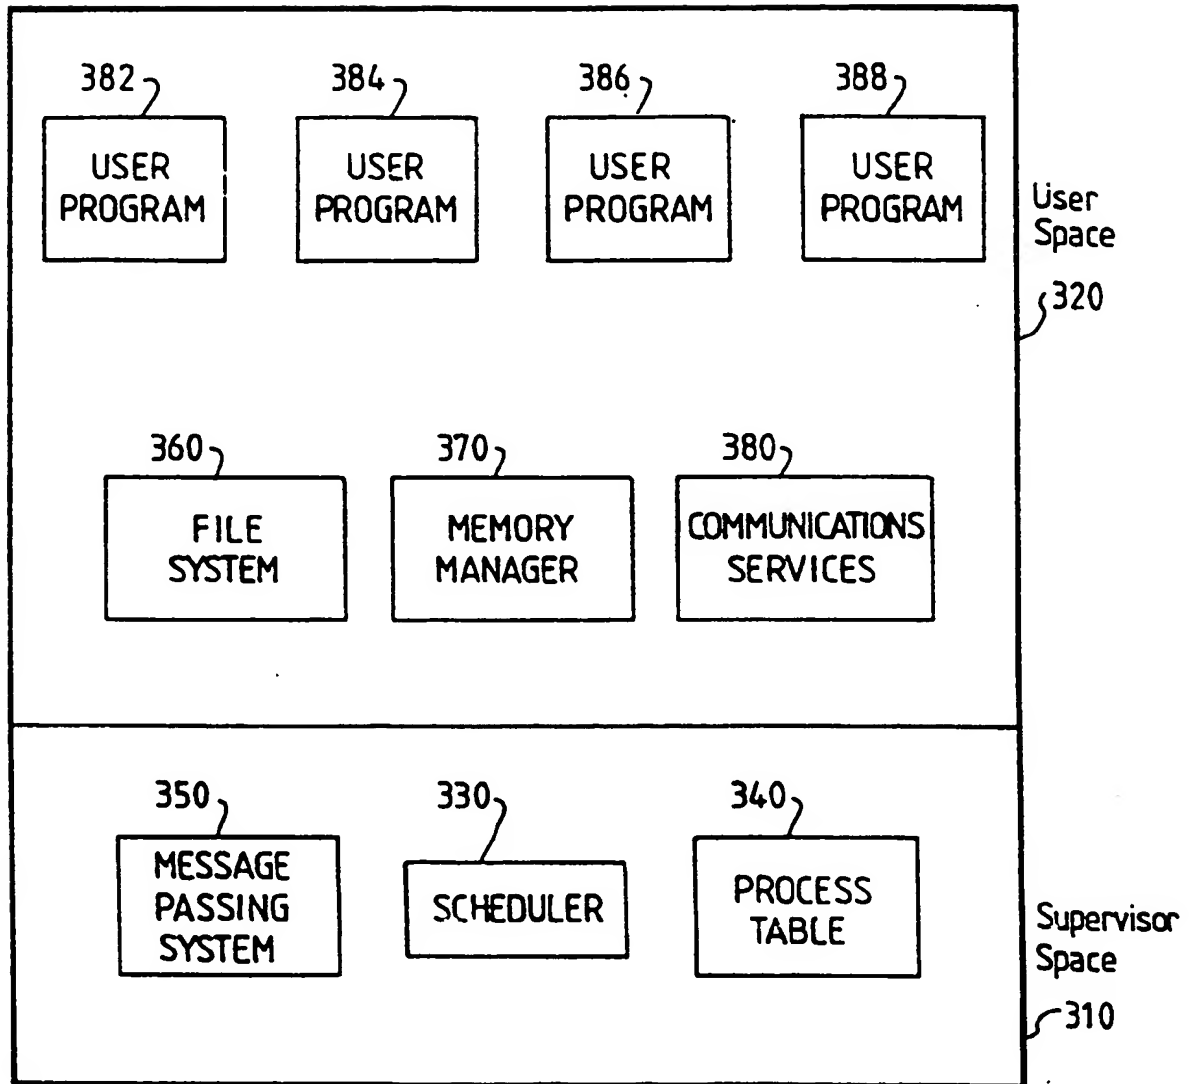 382
384
386
388
USER
PROGRAM
USER
PROGRAM
USER
PROGRAM
USER
PROGRAM
User
Space
320
360
370
380
FILE
SYSTEM
MEMORY
MANAGER
COMMUNICATIONS
SERVICES
350
330
340
MESSAGE
PASSING
SYSTEM
SCHEDULER
PROCESS
TABLE
Supervisor
Space
310